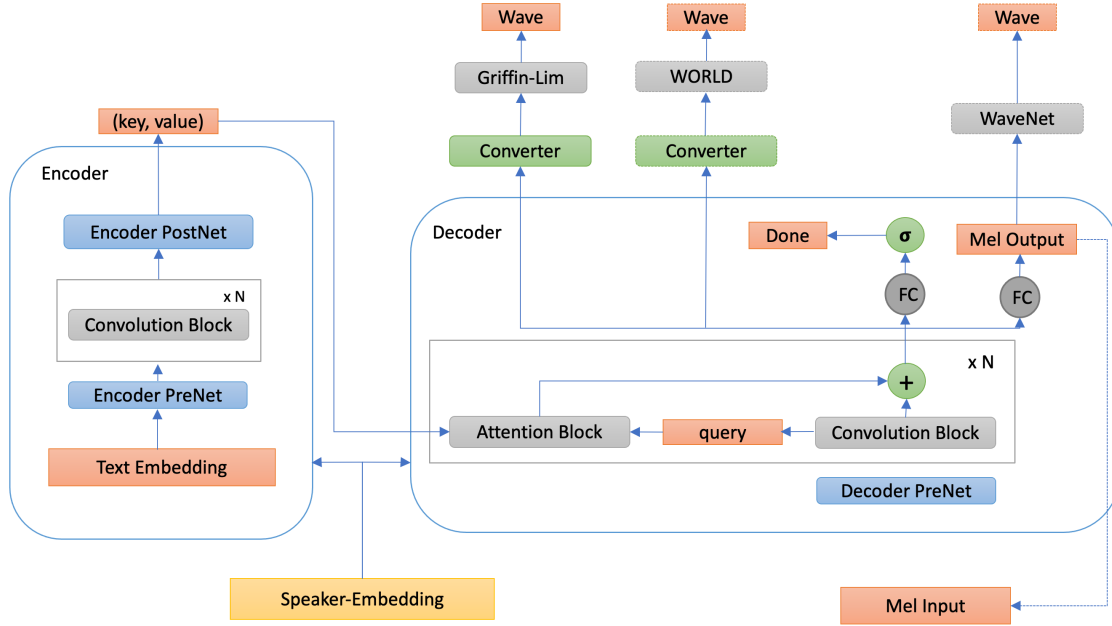 Wave
Wave
Wave
Griffin-Lim
WORLD
WaveNet
(key, value)
Converter
Converter
Encoder
Encoder PostNet
x N
Convolution Block
Encoder PreNet
Text Embedding
Decoder
Done
σ
Mel Output
FC
FC
x N
+
Attention Block
query
Convolution Block
Decoder PreNet
Speaker-Embedding
Mel Input